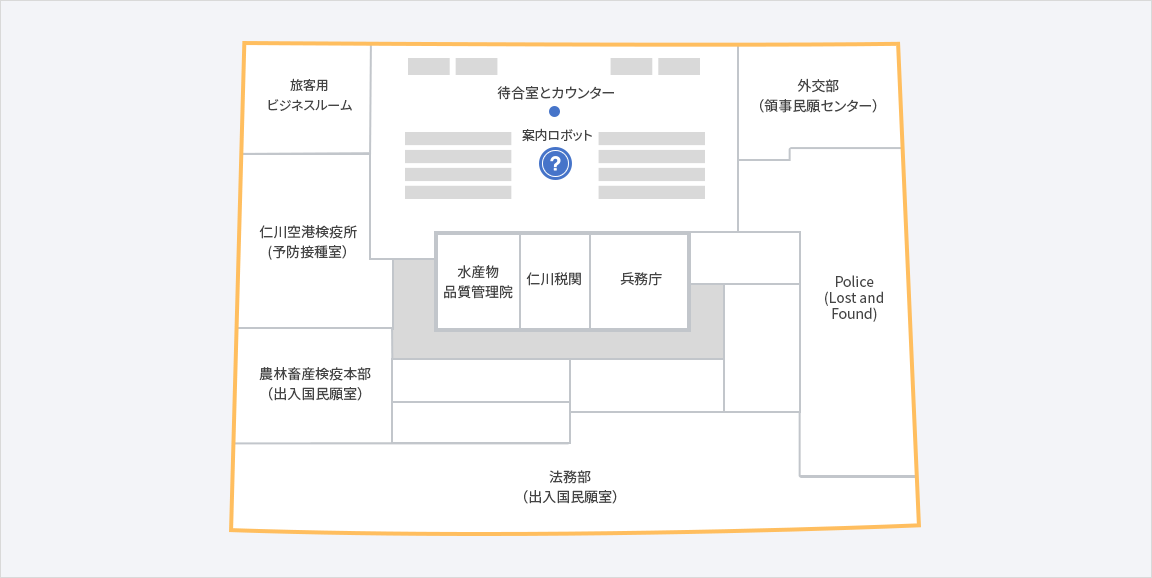 旅客用
ビジネスルーム
待合室とカウンター
案内ロボット
?
外交部
（領事民願センター）
仁川空港検疫所
(予防接種室）
水産物
品質管理院
仁川税関
兵務庁
Police
(Lost and
Found)
農林畜産検疫本部
（出入国民願室）
法務部
（出入国民願室）